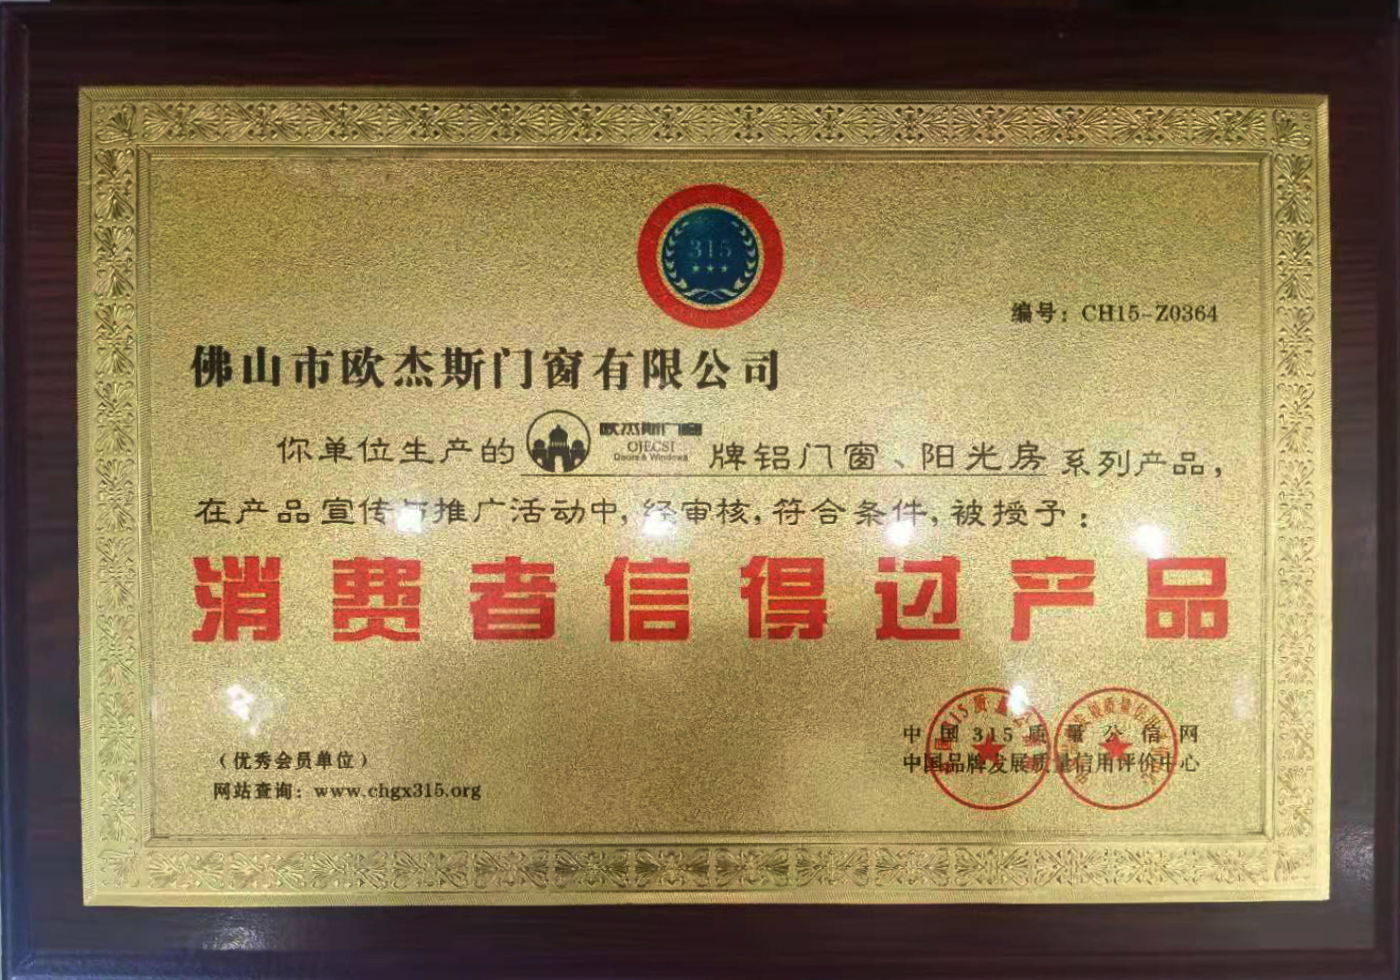 315
编号：CH15-Z0364
佛山市欧杰斯门窗有限公司
你单位生产的 欧杰斯门窗 OJECSI Doors & Windows 牌铝门窗、阳光房系列产品，
在产品宣传与推广活动中,经审核,符合条件,被授予：
消费者信得过产品
（优秀会员单位）
网站查询：www.chgx315.org
中国315质量公信网
中国品牌发展质量信用评价中心